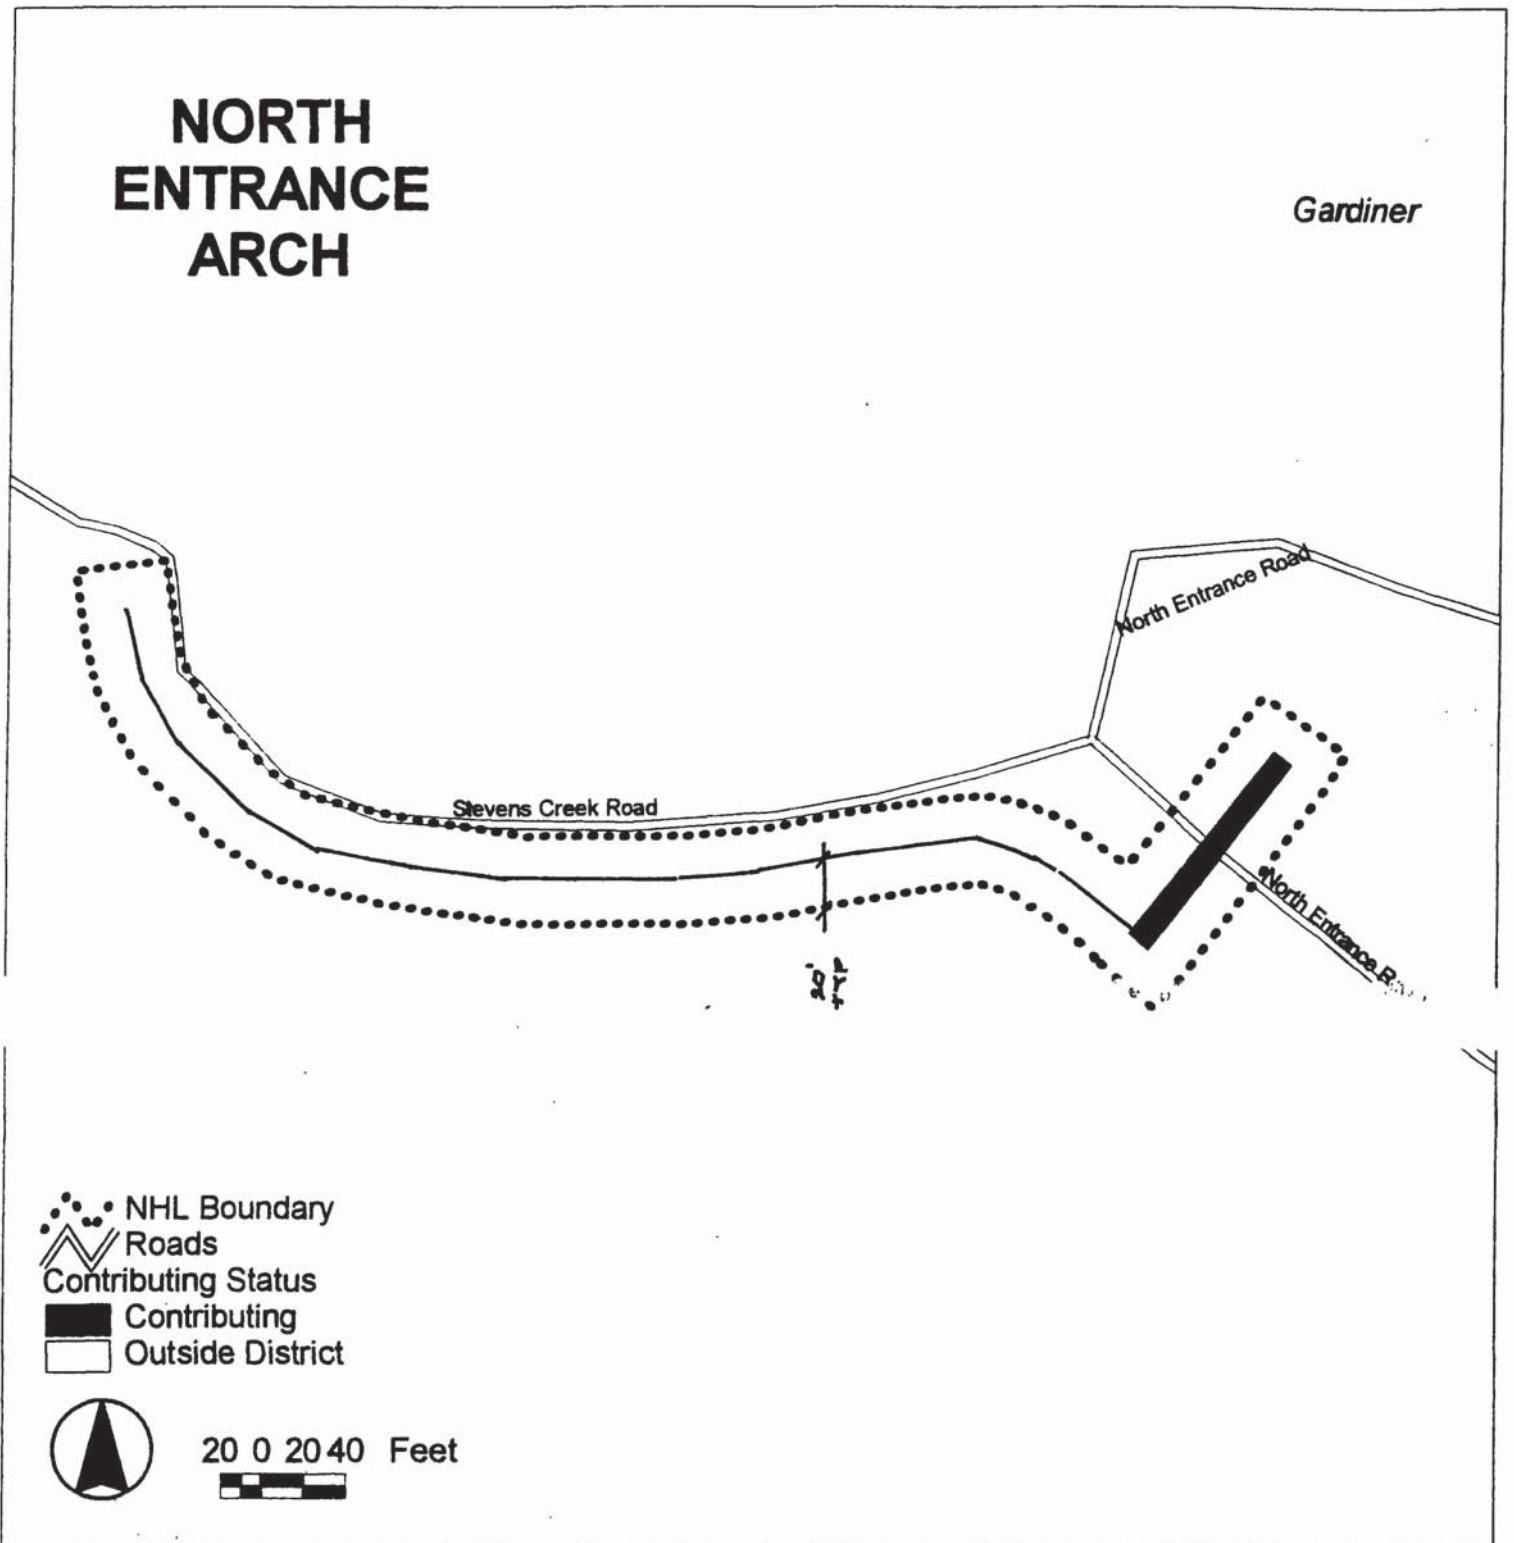 NORTH
ENTRANCE
ARCH
Gardiner
North Entrance Road
Stevens Creek Road
North Entrance
NHL Boundary
Roads
Contributing Status
Contributing
Outside District
20 0 20 40 Feet